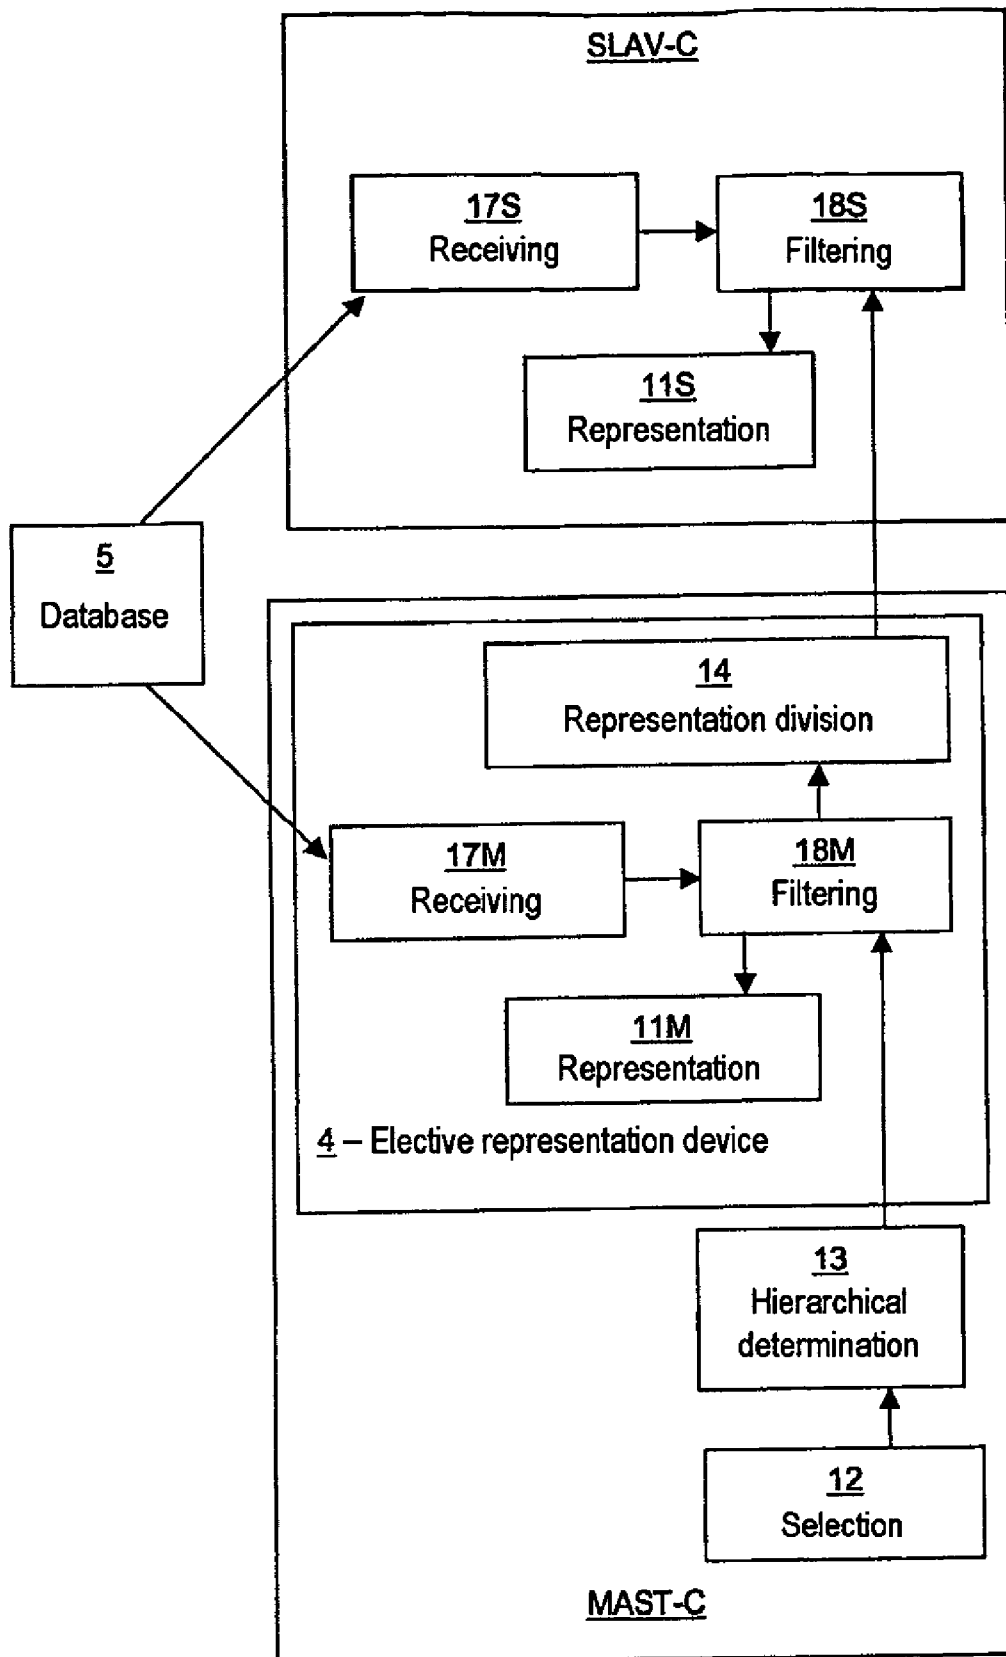 SLAV-C
17S
Receiving
18S
Filtering
11S
Representation
5
Database
14
Representation division
17M
Receiving
18M
Filtering
11M
Representation
4 – Elective representation device
13
Hierarchical
determination
12
Selection
MAST-C